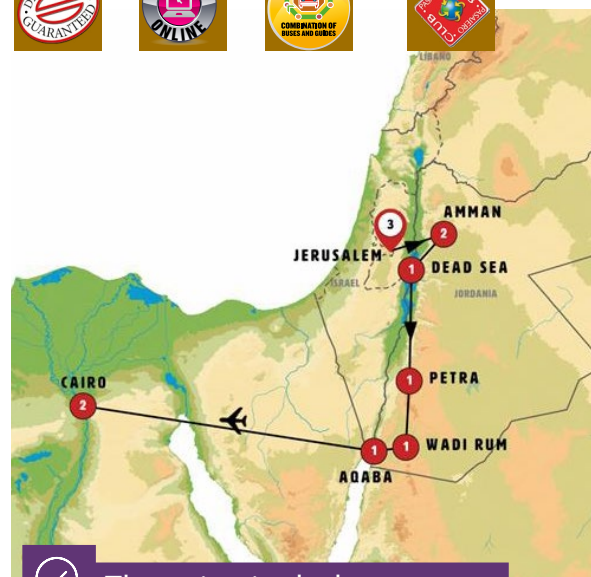 GUARANTEED
ONLINE
COMBINATION OF
BUSES AND GUIDES
CLUB
LIBANO
AMMAN
3
2
JERUSALEM
1
DEAD SEA
ISRAEL
JORDANIA
CAIRO
2
1
PETRA
1
1
WADI RUM
AQABA